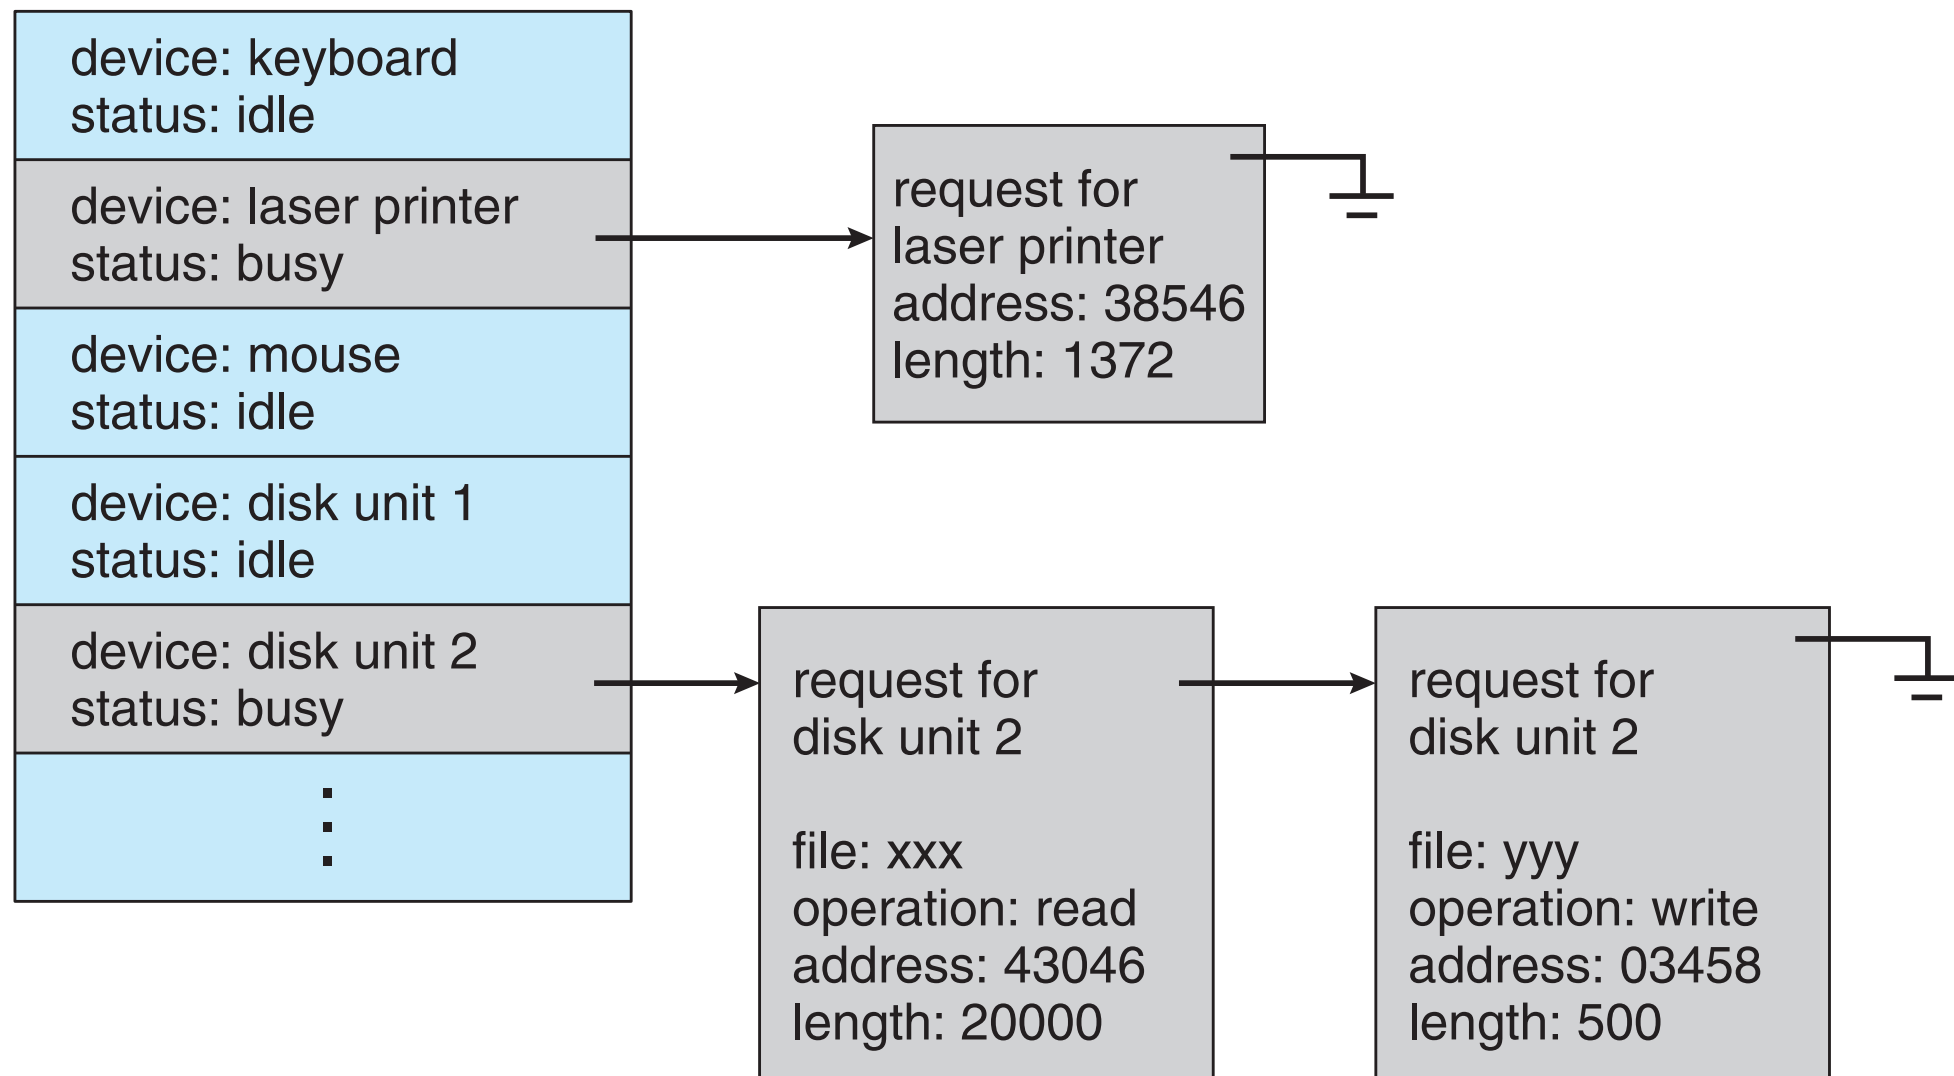 device: keyboard
status: idle
device: laser printer
status: busy
device: mouse
status: idle
device: disk unit 1
status: idle
device: disk unit 2
status: busy
request for
laser printer
address: 38546
length: 1372
request for
disk unit 2
file: xxx
operation: read
address: 43046
length: 20000
request for
disk unit 2
file: yyy
operation: write
address: 03458
length: 500